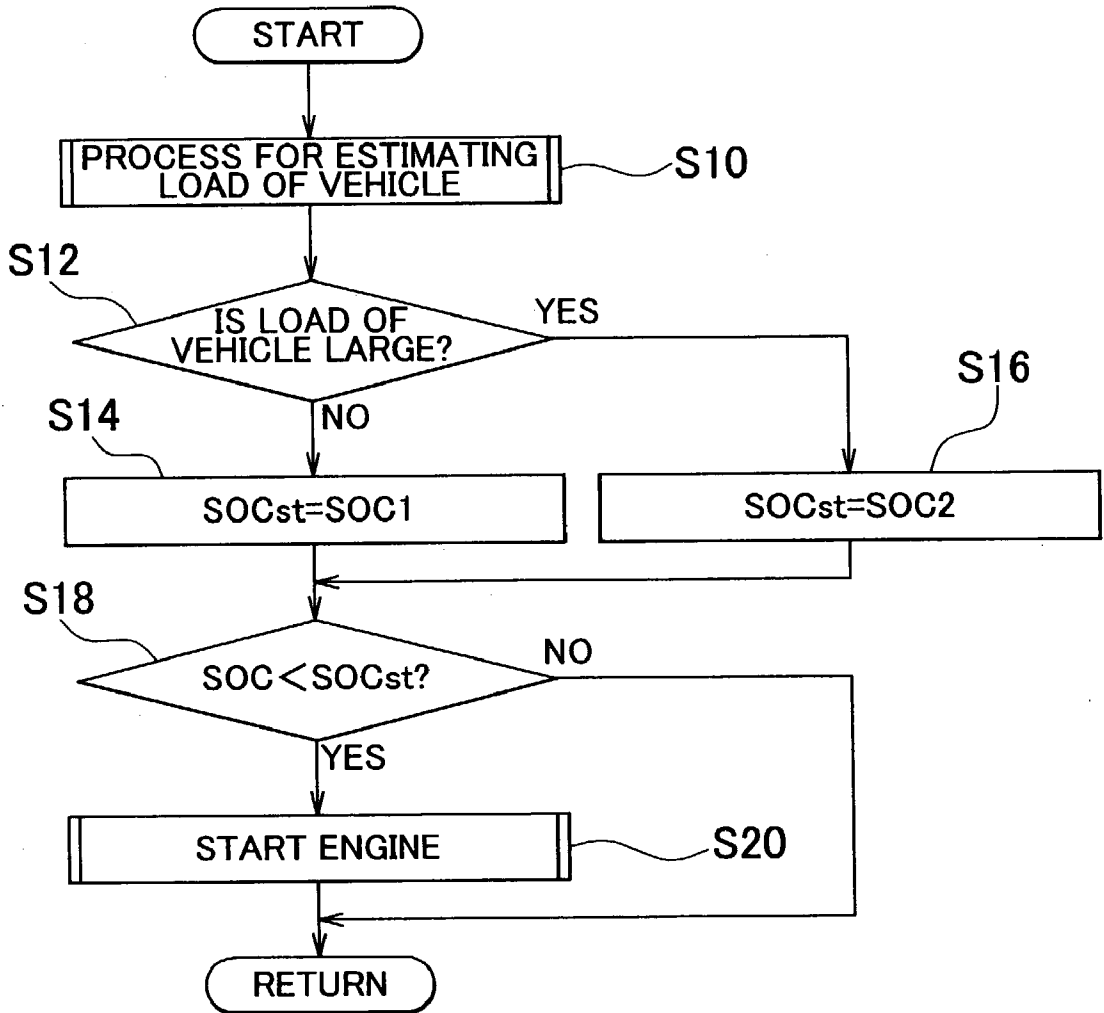 START
PROCESS FOR ESTIMATING
LOAD OF VEHICLE
S10
S12
IS LOAD OF
VEHICLE LARGE?
YES
NO
S14
SOCst=SOC1
S16
SOCst=SOC2
S18
SOC<SOCst?
NO
YES
START ENGINE
S20
RETURN